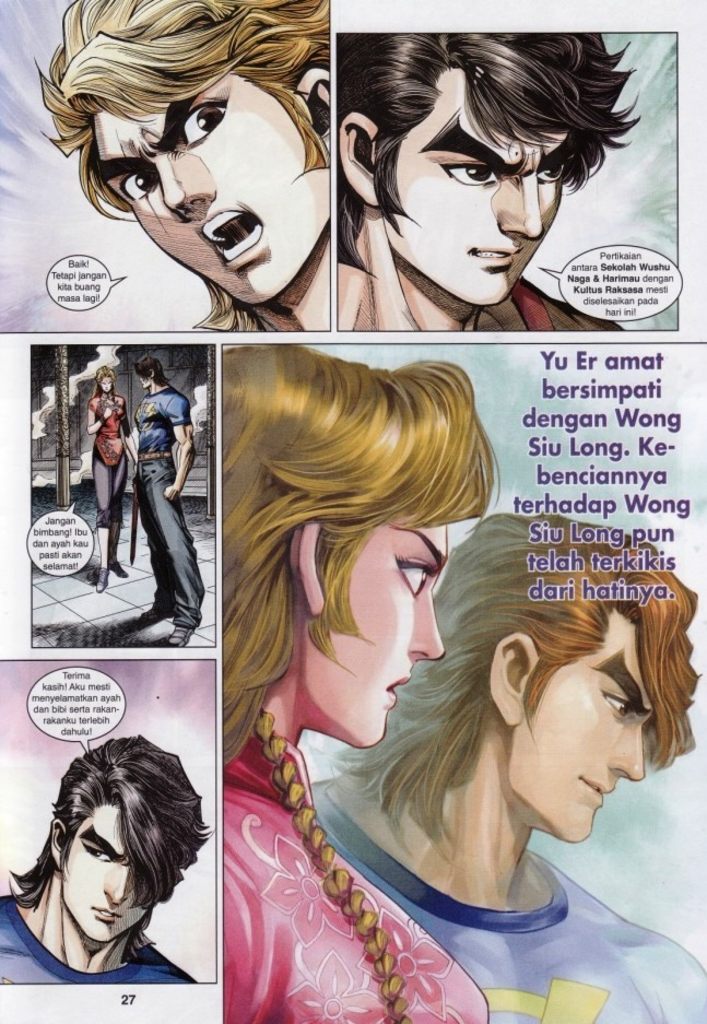 Baik!
Tetapi jangan
kita buang
masa lagi!
Pertikaian
antara Sekolah Wushu
Naga & Harimau dengan
Kultus Raksasa mesti
diselesaikan pada
hari ini!
Jangan
bimbang! Ibu
dan ayah kau
pasti akan
selamat!
Yu Er amat
bersimpati
dengan Wong
Siu Long. Ke-
benciannya
terhadap Wong
Siu Long pun
telah terkikis
dari hatinya.
Terima
kasih! Aku mesti
menyelamatkan ayah
dan bibi serta rakan-
rakanku terlebih
dahulu!
27